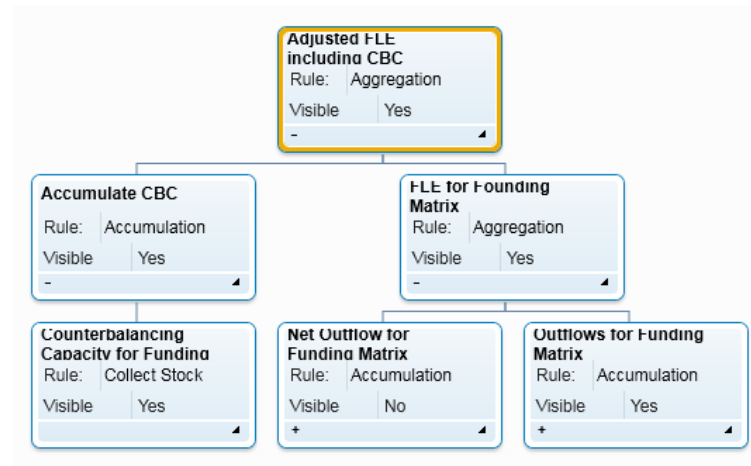 Adjusted FLE
including CBC
Rule: Aggregation
Visible Yes
-
Accumulate CBC
Rule: Accumulation
Visible Yes
-
FLE for Founding
Matrix
Rule: Aggregation
Visible Yes
-
Counterbalancing
Capacity for Funding
Rule: Collect Stock
Visible Yes
Net Outflow for
Funding Matrix
Rule: Accumulation
Visible No
+
Outflows for Funding
Matrix
Rule: Accumulation
Visible Yes
+